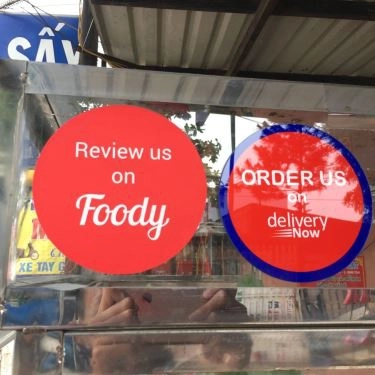 SẤY
Review us
on
Foody
ORDER US
on
delivery
Now
XE TAY G